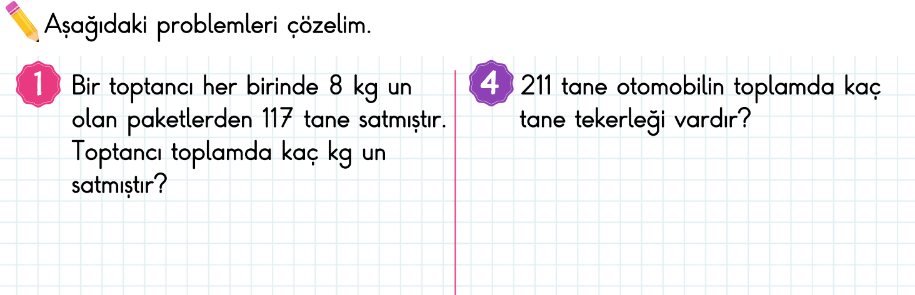 Aşağıdaki problemleri çözelim.
1 Bir toptancı her birinde 8 kg un
olan paketlerden 117 tane satmıştır.
Toptancı toplamda kaç kg un
satmıştır?
4 211 tane otomobilin toplamda kaç
tane tekerleği vardır?